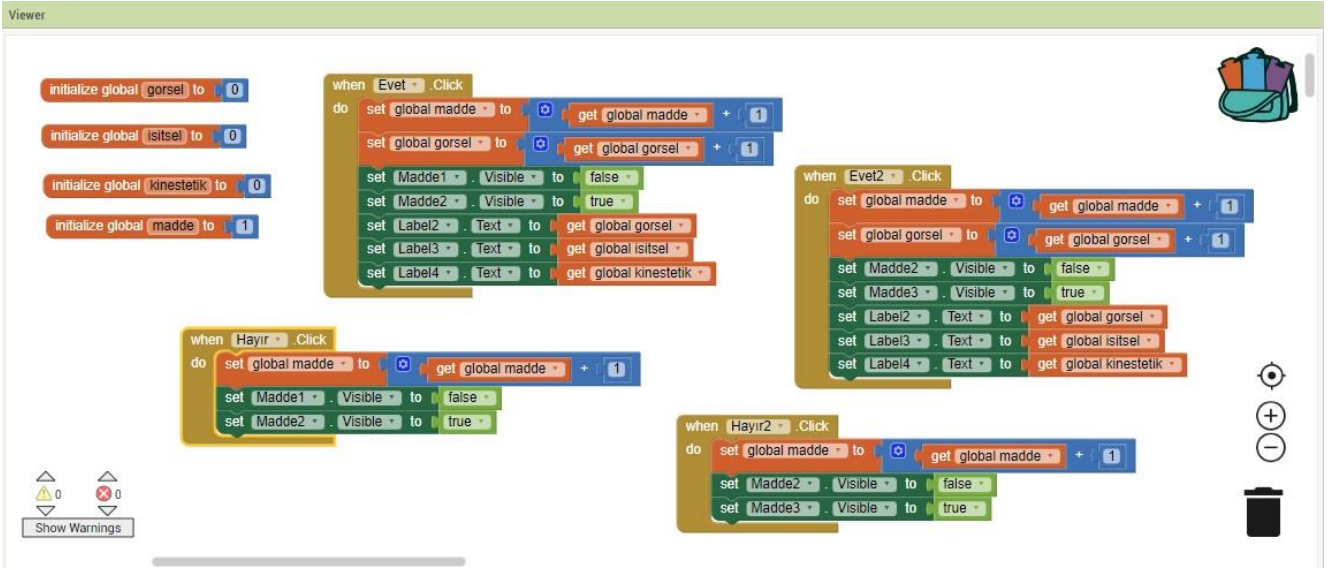 Viewer
initialize global gorsel to 0
initialize global isitsel to 0
initialize global kinestetik to 0
initialize global madde to 1
when Evet .Click
do set global madde to get global madde + 1
set global gorsel to get global gorsel + 1
set Madde1 . Visible to false
set Madde2 . Visible to true
set Label2 . Text to get global gorsel
set Label3 . Text to get global isitsel
set Label4 . Text to get global kinestetik
when Evet2 .Click
do set global madde to get global madde + 1
set global gorsel to get global gorsel + 1
set Madde2 . Visible to false
set Madde3 . Visible to true
set Label2 . Text to get global gorsel
set Label3 . Text to get global isitsel
set Label4 . Text to get global kinestetik
when Hayır .Click
do set global madde to get global madde + 1
set Madde1 . Visible to false
set Madde2 . Visible to true
when Hayır2 .Click
do set global madde to get global madde + 1
set Madde2 . Visible to false
set Madde3 . Visible to true
0 0
Show Warnings